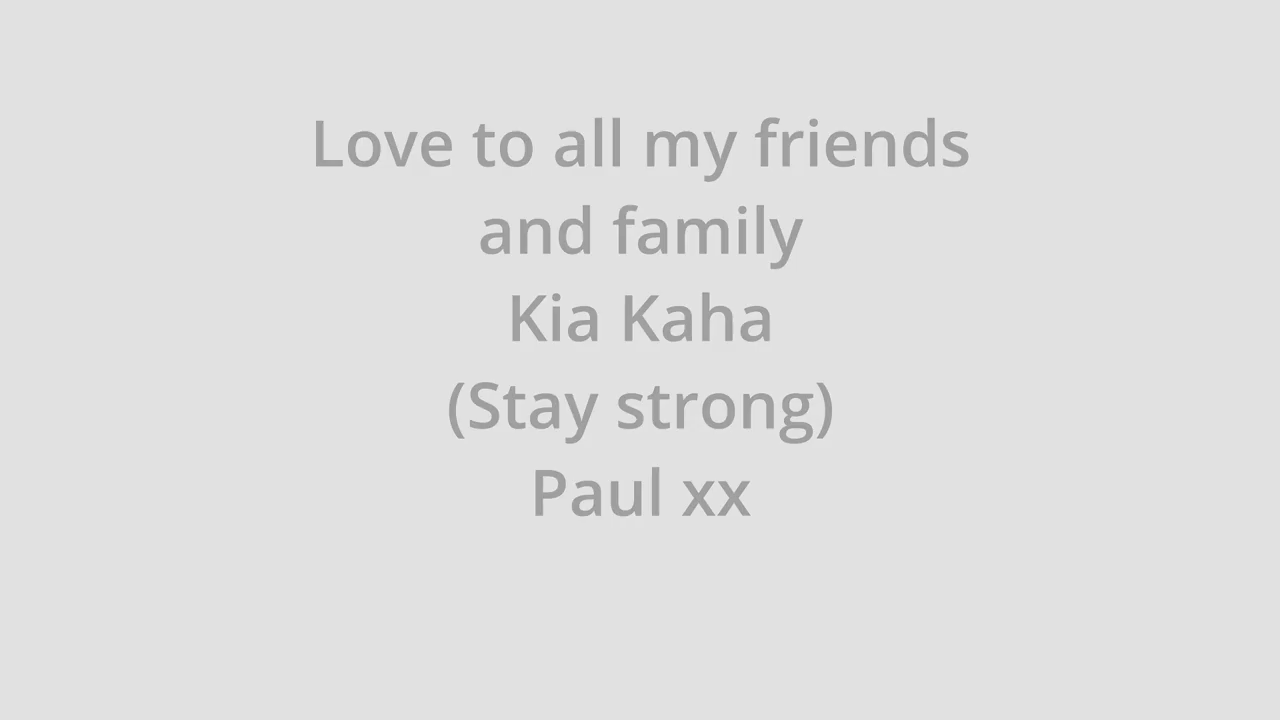 Love to all my friends
and family
Kia Kaha
(Stay strong)
Paul xx